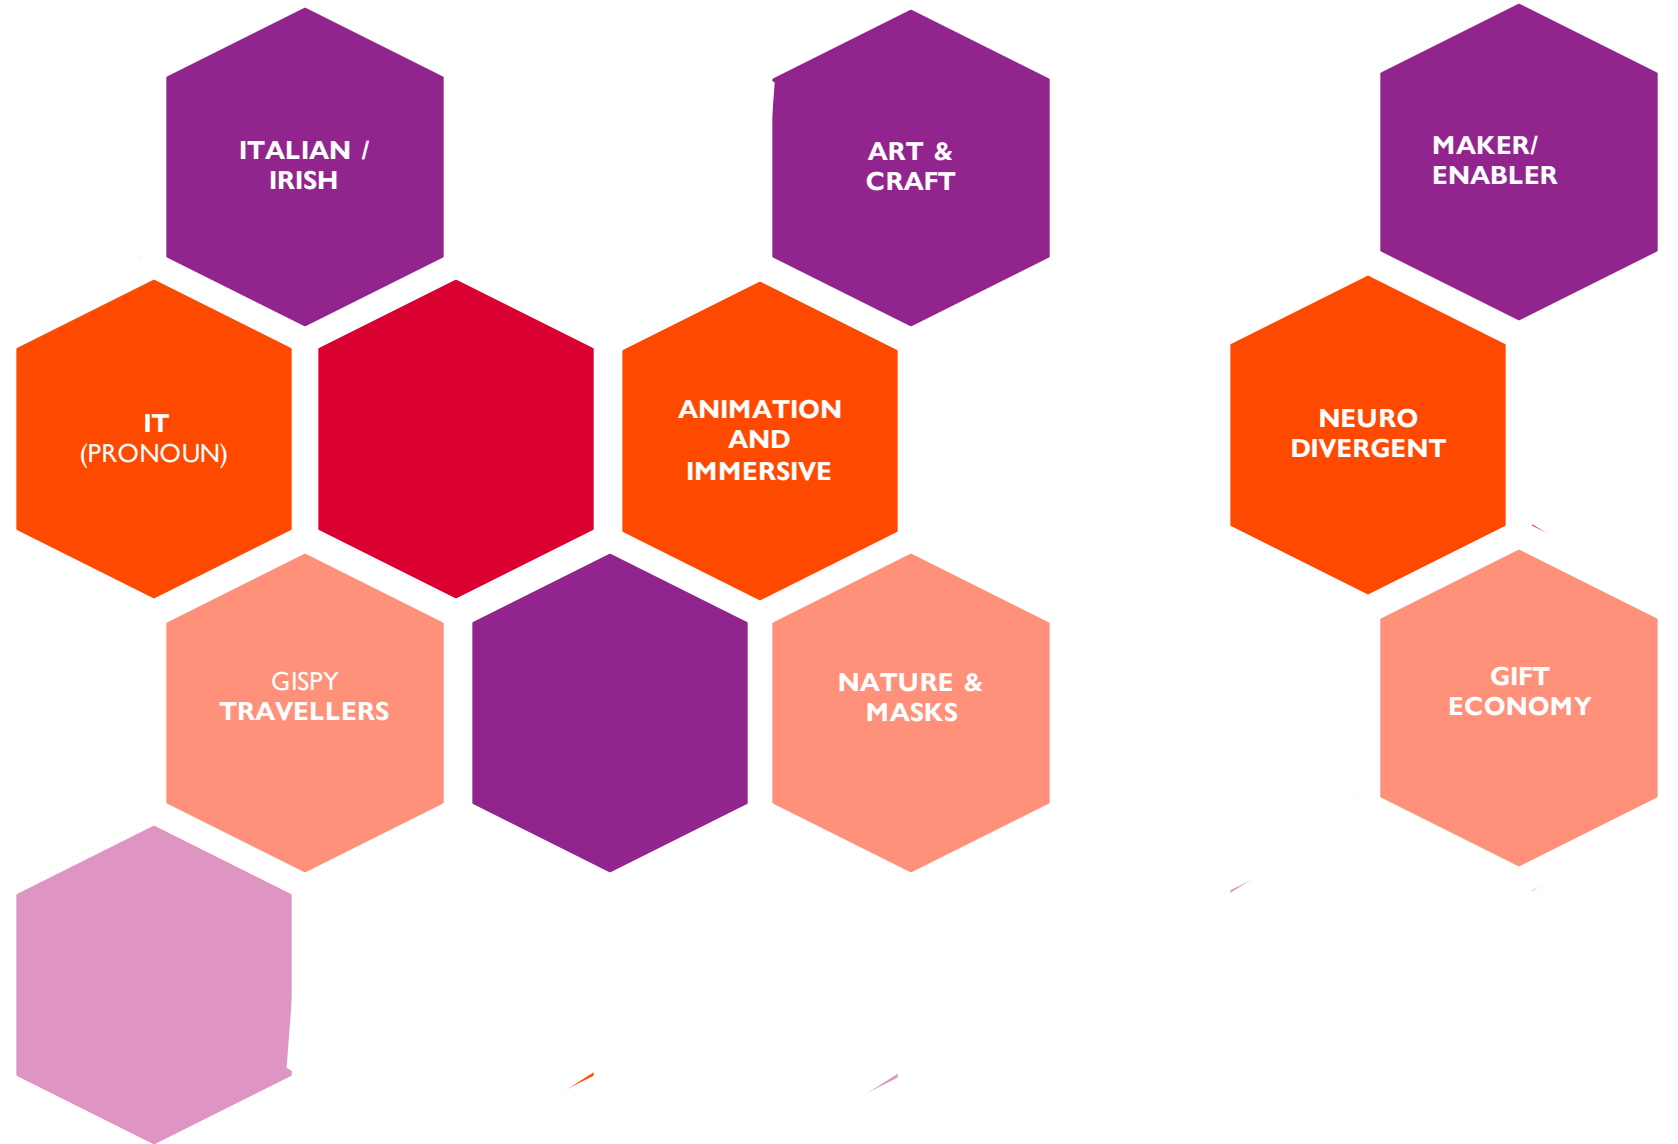 ITALIAN /
IRISH
ART &
CRAFT
MAKER/
ENABLER
IT
(PRONOUN)
ANIMATION
AND
IMMERSIVE
NEURO
DIVERGENT
GISPY
TRAVELLERS
NATURE &
MASKS
GIFT
ECONOMY